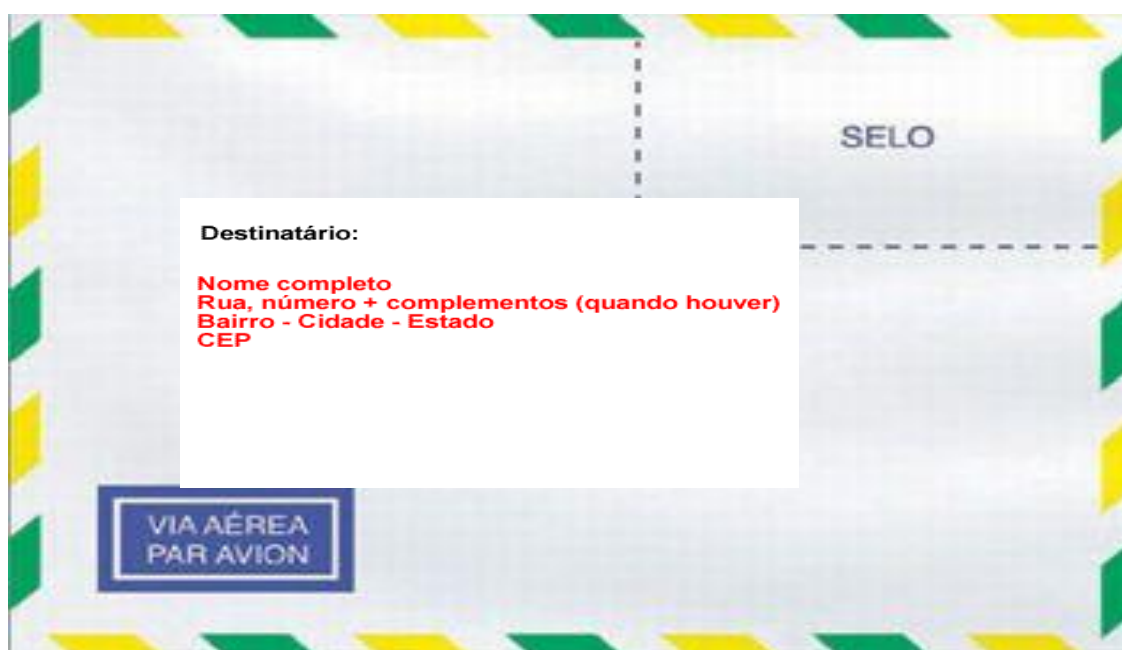 SELO
Destinatário:
Nome completo
Rua, número + complementos (quando houver)
Bairro - Cidade - Estado
CEP
VIA AÉREA
PAR AVION